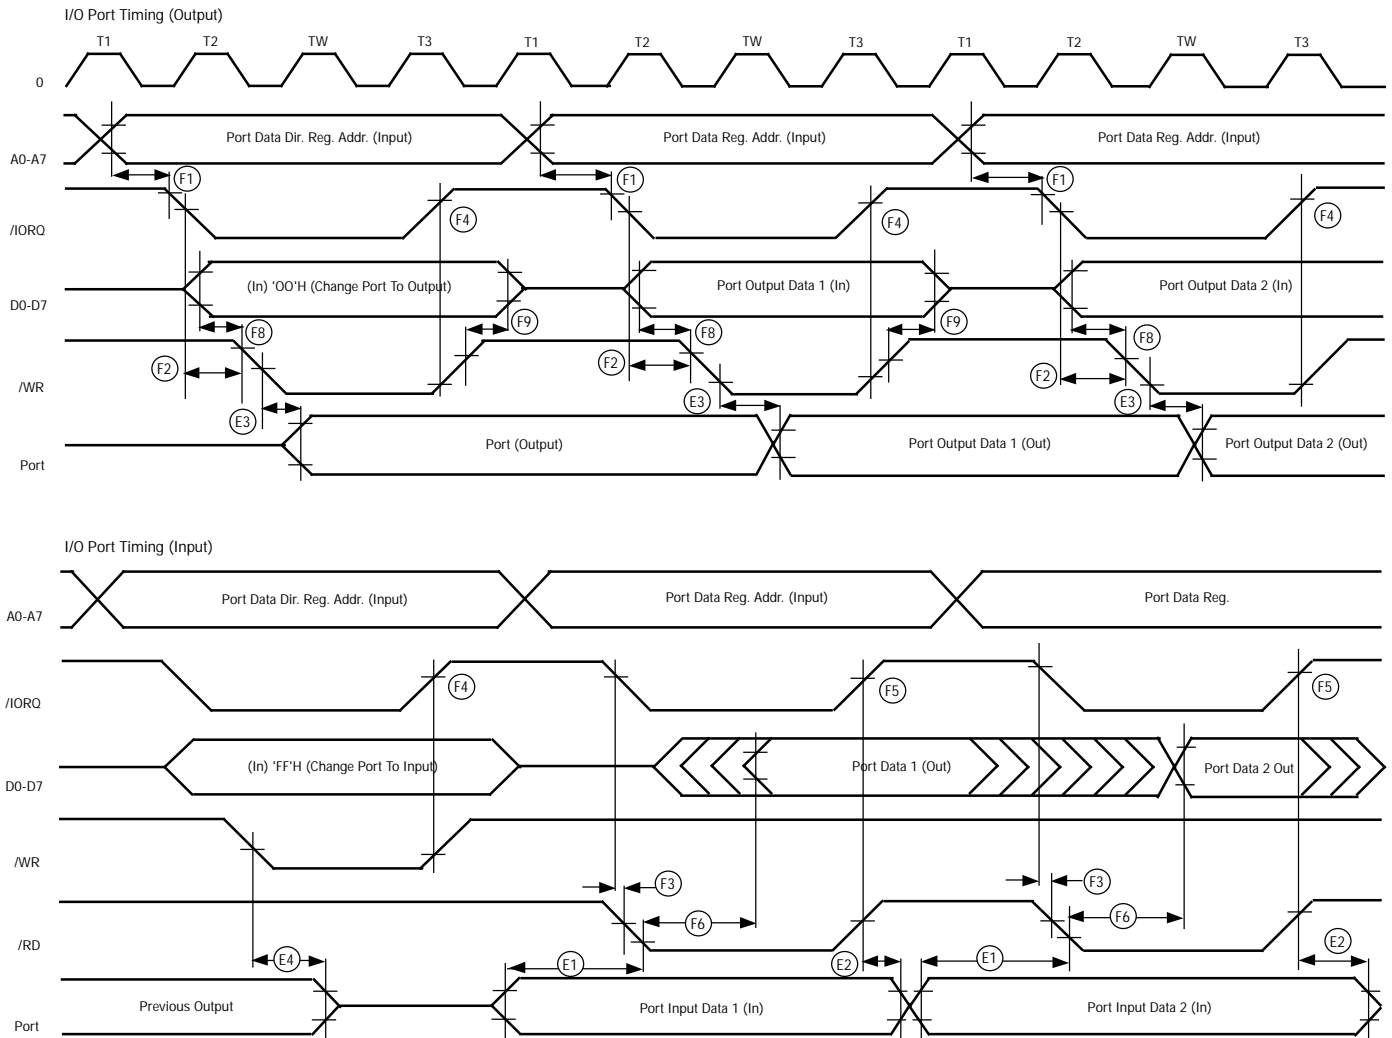 I/O Port Timing (Output)
T1 T2 TW T3 T1 T2 TW T3 T1 T2 TW T3
0
Port Data Dir. Reg. Addr. (Input) Port Data Reg. Addr. (Input) Port Data Reg. Addr. (Input)
A0-A7
F1 F1 F1
F4 F4 F4
/IORQ
(In) 'OO'H (Change Port To Output) Port Output Data 1 (In) Port Output Data 2 (In)
D0-D7
F8 F9 F8 F9 F8
F2 F2 F2
/WR
E3 E3 E3
Port (Output) Port Output Data 1 (Out) Port Output Data 2 (Out)
Port
I/O Port Timing (Input)
Port Data Dir. Reg. Addr. (Input) Port Data Reg. Addr. (Input) Port Data Reg.
A0-A7
F4 F5 F5
/IORQ
(In) 'FF'H (Change Port To Input) Port Data 1 (Out) Port Data 2 Out
D0-D7
/WR
F3 F3
F6 F6
/RD
E4 E1 E2 E1 E2
Previous Output Port Input Data 1 (In) Port Input Data 2 (In)
Port